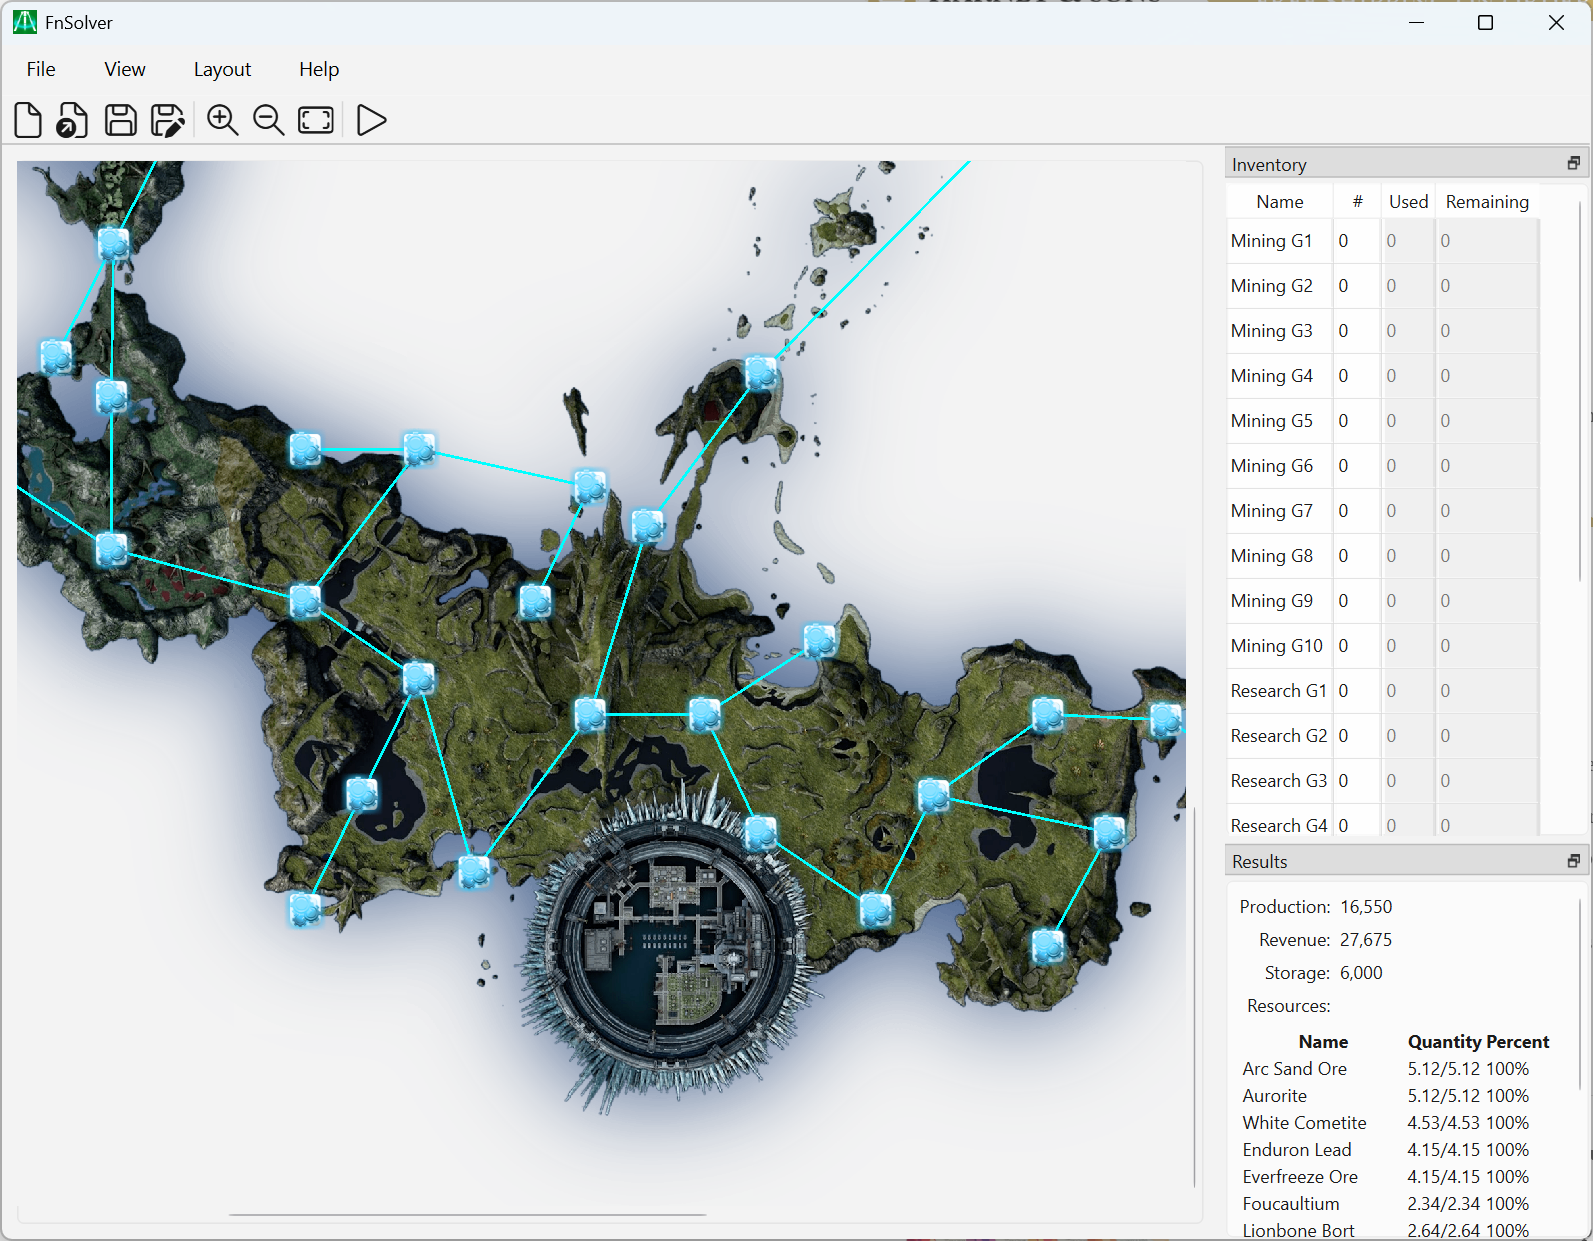 FnSolver
File View Layout Help
Inventory
Name # Used Remaining
Mining G1 0 0 0
Mining G2 0 0 0
Mining G3 0 0 0
Mining G4 0 0 0
Mining G5 0 0 0
Mining G6 0 0 0
Mining G7 0 0 0
Mining G8 0 0 0
Mining G9 0 0 0
Mining G10 0 0 0
Research G1 0 0 0
Research G2 0 0 0
Research G3 0 0 0
Research G4 0 0 0
Results
Production: 16,550
Revenue: 27,675
Storage: 6,000
Resources:
Name Quantity Percent
Arc Sand Ore 5.12/5.12 100%
Aurorite 5.12/5.12 100%
White Cometite 4.53/4.53 100%
Enduron Lead 4.15/4.15 100%
Everfreeze Ore 4.15/4.15 100%
Foucaultium 2.34/2.34 100%
Lionbone Bort 2.64/2.64 100%